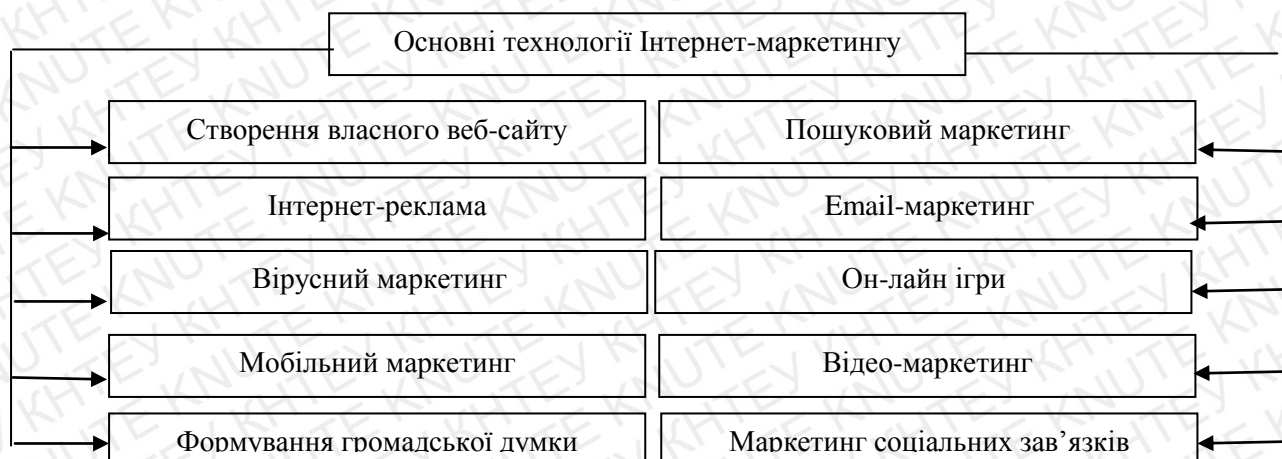 Основні технології Інтернет-маркетингу
Створення власного веб-сайту
Пошуковий маркетинг
Інтернет-реклама
Email-маркетинг
Вірусний маркетинг
Он-лайн ігри
Мобільний маркетинг
Відео-маркетинг
Формування громадської думки
Маркетинг соціальних зав’язків